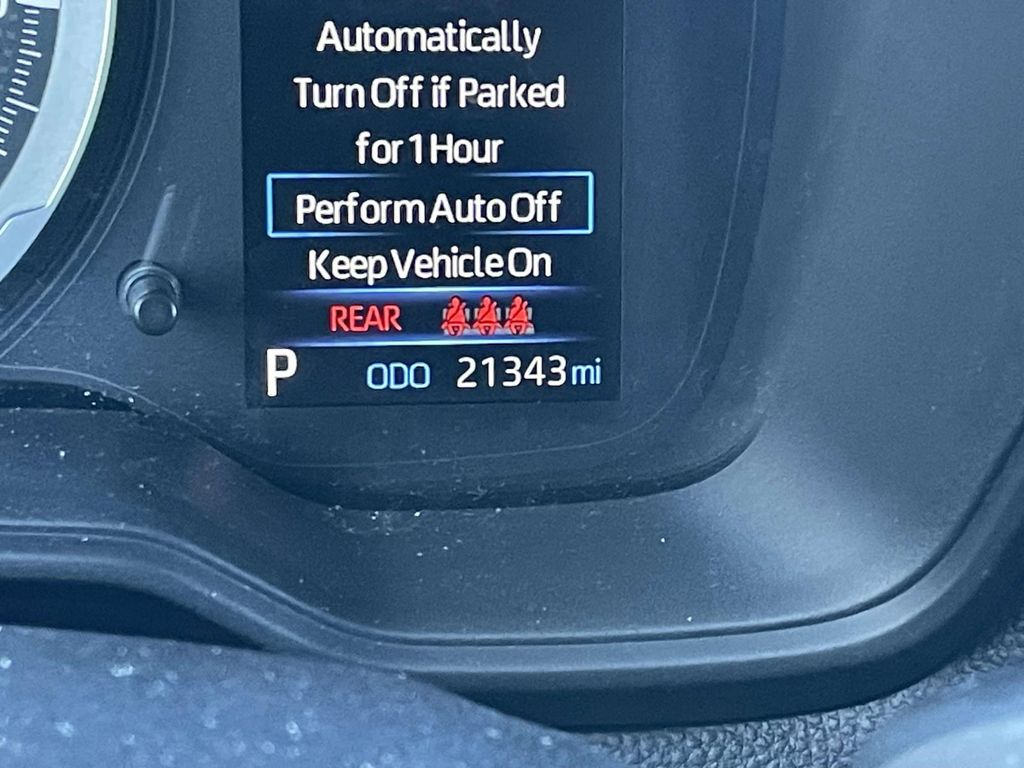 Automatically
Turn Off if Parked
for 1 Hour
Perform Auto Off
Keep Vehicle On
REAR
P ODO 21343 mi